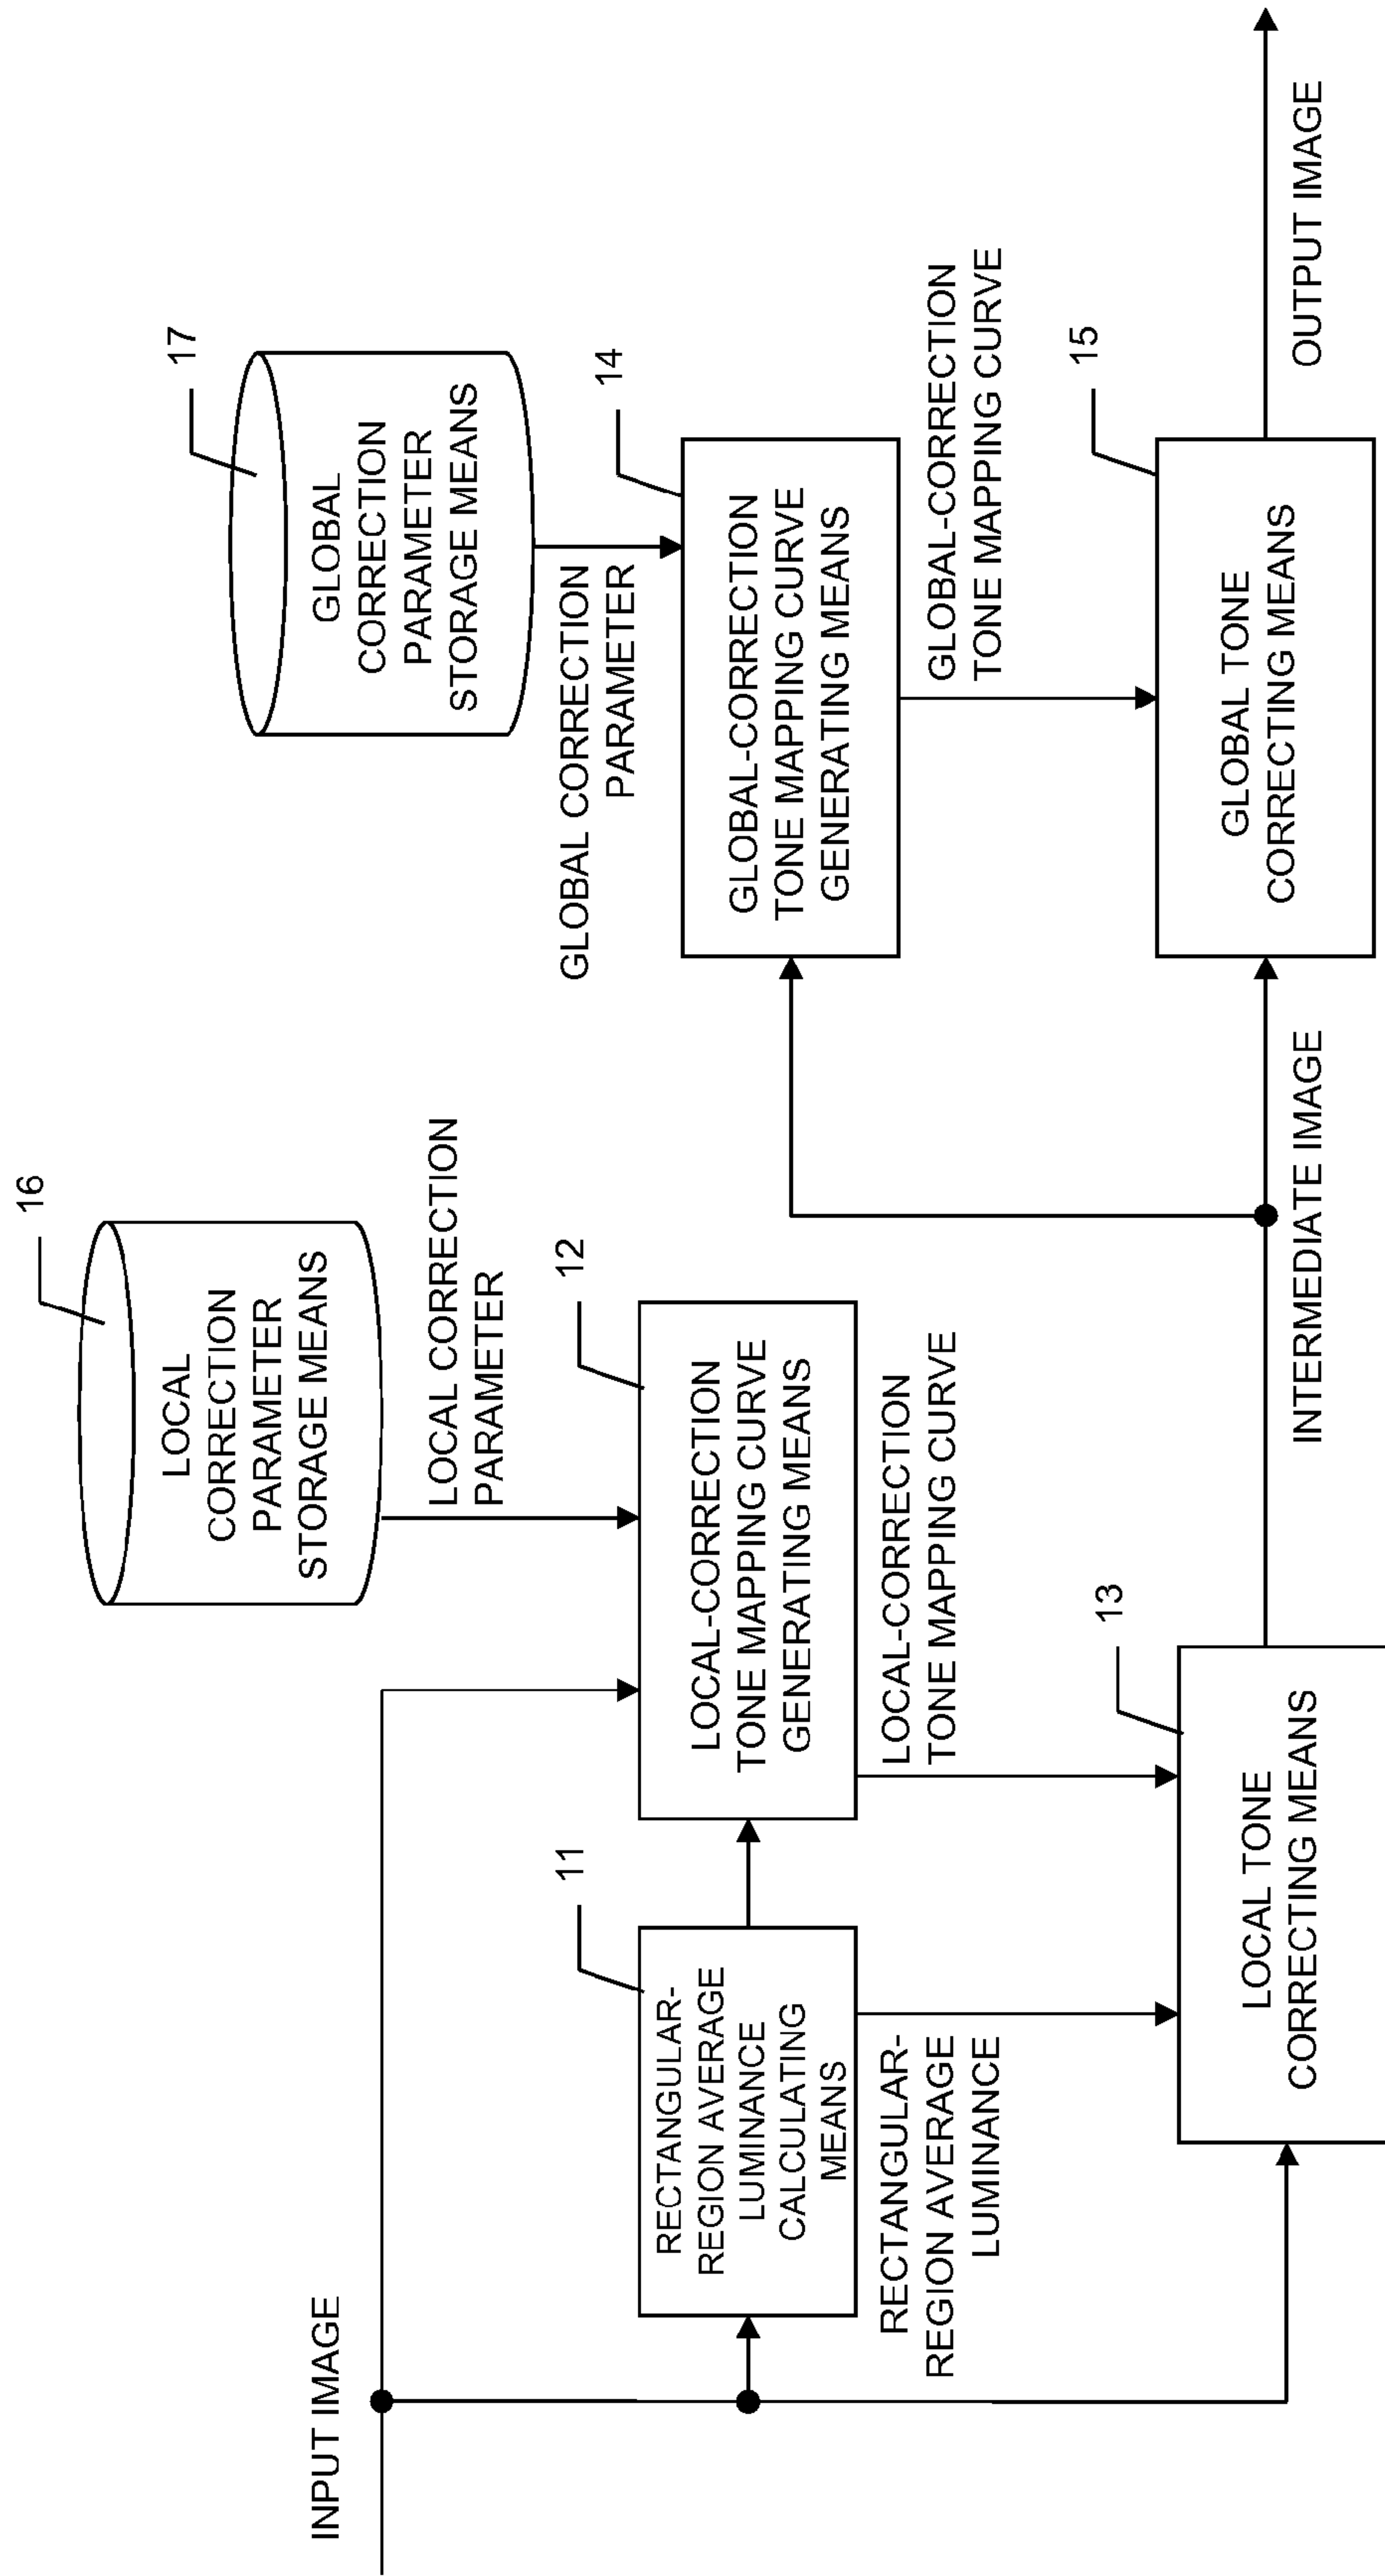 INPUT IMAGE
16
LOCAL
CORRECTION
PARAMETER
STORAGE MEANS
LOCAL CORRECTION
PARAMETER
11
RECTANGULAR-
REGION AVERAGE
LUMINANCE
CALCULATING
MEANS
12
LOCAL-CORRECTION
TONE MAPPING CURVE
GENERATING MEANS
RECTANGULAR-
REGION AVERAGE
LUMINANCE
LOCAL-CORRECTION
TONE MAPPING CURVE
13
LOCAL TONE
CORRECTING MEANS
INTERMEDIATE IMAGE
17
GLOBAL
CORRECTION
PARAMETER
STORAGE MEANS
GLOBAL CORRECTION
PARAMETER
14
GLOBAL-CORRECTION
TONE MAPPING CURVE
GENERATING MEANS
GLOBAL-CORRECTION
TONE MAPPING CURVE
15
GLOBAL TONE
CORRECTING MEANS
OUTPUT IMAGE